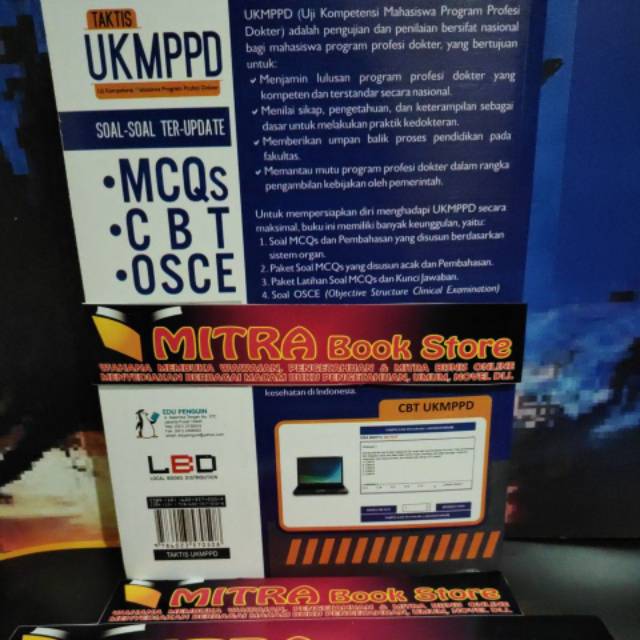 TAKTIS
UKMPPD
SOAL-SOAL TER-UPDATE
•MCQs
•C B T
•OSCE
UKMPPD (Uji Kompetensi Mahasiswa Program Profesi
Dokter) adalah pengujian dan penilaian bersifat nasional
bagi mahasiswa program profesi dokter, yang bertujuan
untuk:
✓ Menjamin lulusan program profesi dokter yang
kompeten dan terstandar secara nasional.
✓ Menilai sikap, pengetahuan, dan keterampilan sebagai
dasar untuk melakukan praktik kedokteran.
✓ Memberikan umpan balik proses pendidikan pada
fakultas.
✓ Memantau mutu program profesi dokter dalam rangka
pengambilan kebijakan oleh pemerintah.
Untuk mempersiapkan diri menghadapi UKMPPD secara
maksimal, buku ini memiliki banyak keunggulan, yaitu:
1. Soal MCQs dan Pembahasan yang disusun berdasarkan
sistem organ.
2. Paket Soal MCQs yang disusun acak dan Pembahasan.
3. Paket Latihan Soal MCQs dan Kunci Jawaban.
4. Soal OSCE (Objective Structure Clinical Examination)
MITRA Book Store
WAHANA MEMBUKA WAWASAN, PENGETAHUAN & MITRA BISNIS ONLINE
MENYEDIAKAN BERBAGAI MACAM BUKU PENGETAHUAN, UMUM, NOVEL DLL
kesehatan di Indonesia.
EDU PENGUIN
LBD
LOCAL BOOKS DISTRIBUTION
TAKTIS UKMPPD
CBT UKMPPD
MITRA Book Store
WAHANA MEMBUKA WAWASAN, PENGETAHUAN & MITRA BISNIS ONLINE
MENYEDIAKAN BERBAGAI MACAM BUKU PENGETAHUAN, UMUM, NOVEL DLL